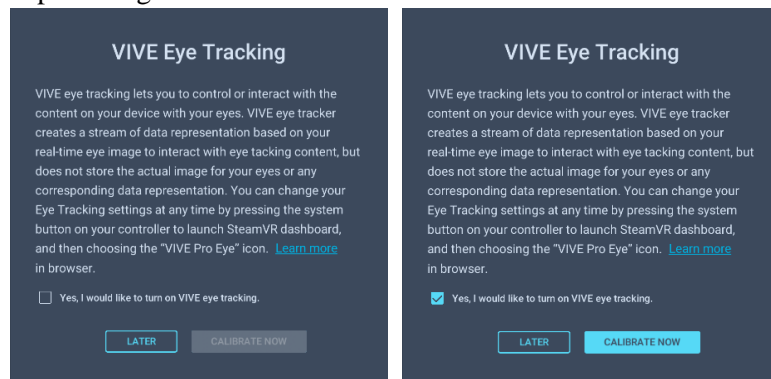 VIVE Eye Tracking
VIVE eye tracking lets you to control or interact with the
content on your device with your eyes. VIVE eye tracker
creates a stream of data representation based on your
real-time eye image to interact with eye tacking content, but
does not store the actual image for your eyes or any
corresponding data representation. You can change your
Eye Tracking settings at any time by pressing the system
button on your controller to launch SteamVR dashboard,
and then choosing the “VIVE Pro Eye” icon. Learn more
in browser.
Yes, I would like to turn on VIVE eye tracking.
LATER CALIBRATE NOW
VIVE Eye Tracking
VIVE eye tracking lets you to control or interact with the
content on your device with your eyes. VIVE eye tracker
creates a stream of data representation based on your
real-time eye image to interact with eye tacking content, but
does not store the actual image for your eyes or any
corresponding data representation. You can change your
Eye Tracking settings at any time by pressing the system
button on your controller to launch SteamVR dashboard,
and then choosing the “VIVE Pro Eye” icon. Learn more
in browser.
Yes, I would like to turn on VIVE eye tracking.
LATER CALIBRATE NOW